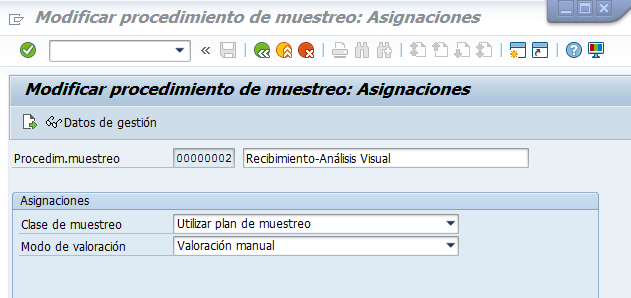 Modificar procedimiento de muestreo: Asignaciones
Modificar procedimiento de muestreo: Asignaciones
Datos de gestión
Procedim.muestreo 00000002 Recibimiento-Análisis Visual
Asignaciones
Clase de muestreo Utilizar plan de muestreo
Modo de valoración Valoración manual